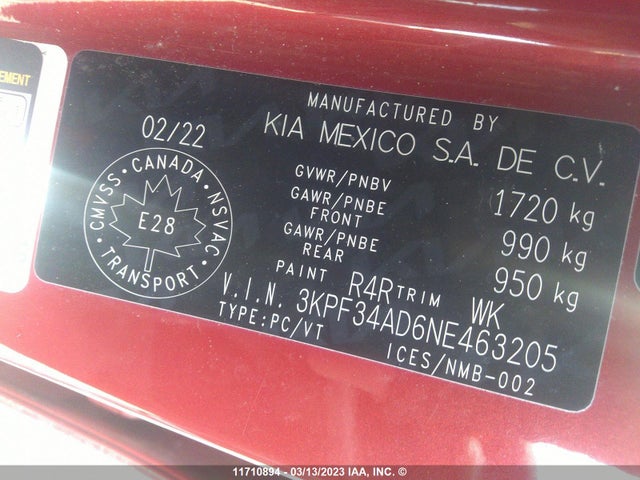 EMENT
MANUFACTURED BY
02/22 KIA MEXICO S.A. DE C.V.
CMVSS · CANADA · NSVAC · TRANSPORT ·
E28
GVWR/PNBV 1720 kg
GAWR/PNBE FRONT 990 kg
GAWR/PNBE REAR 950 kg
PAINT R4R TRIM WK
V.I.N. 3KPF34AD6NE463205
TYPE:PC/VT ICES/NMB-002
11710894 - 03/13/2023 IAA, INC. ©